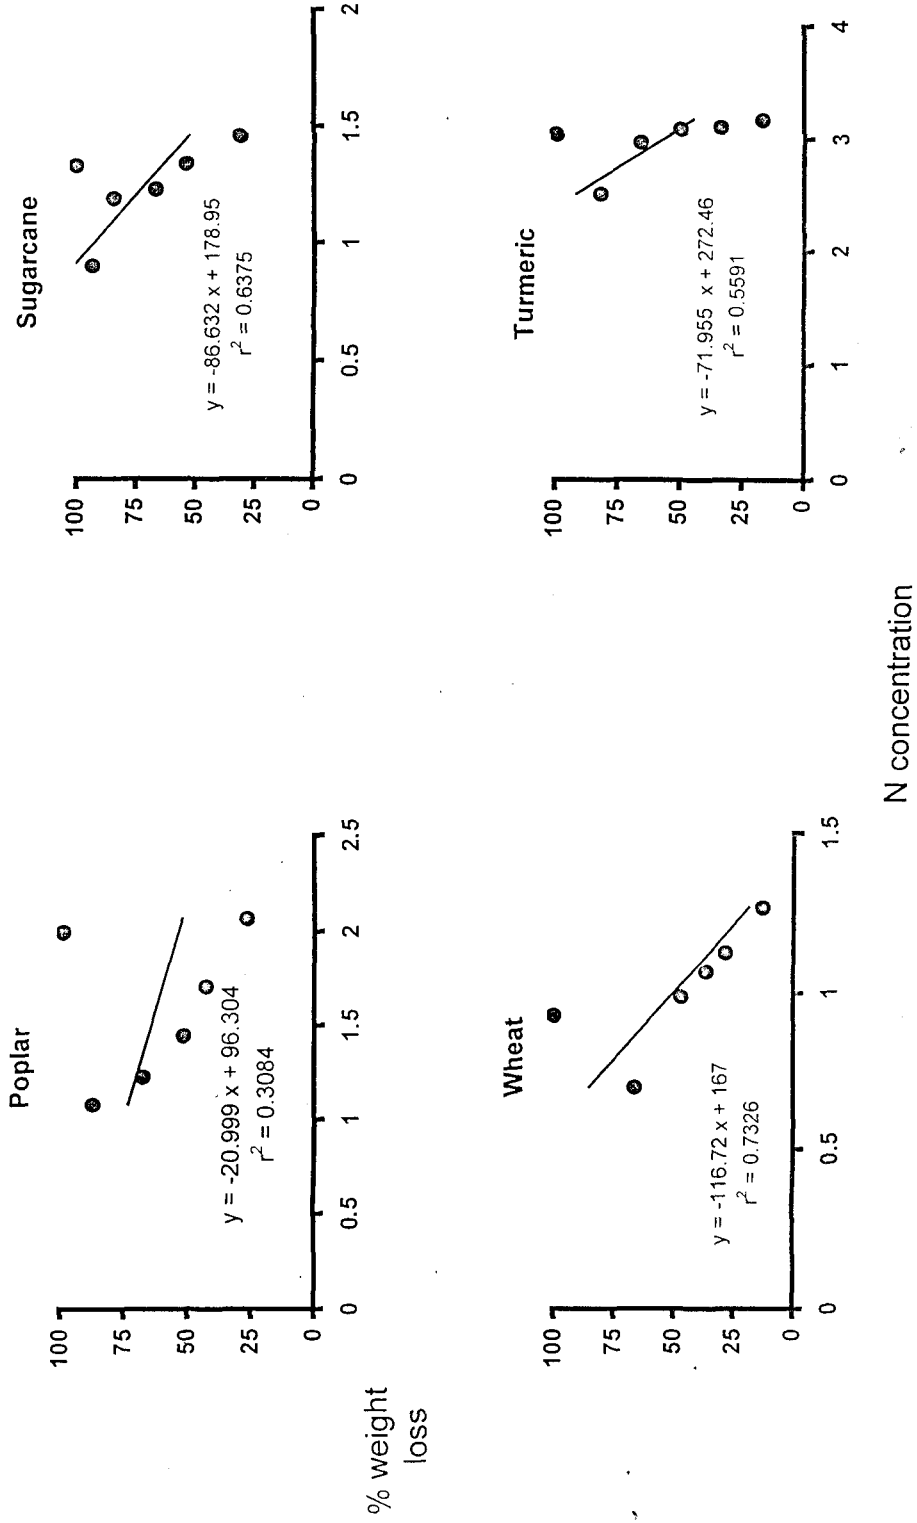 Poplar
100
75
50
25
0
y = -20.999 x + 96.304
r² = 0.3084
0
0.5
1
1.5
2
2.5
Sugarcane
100
75
50
25
0
y = -86.632 x + 178.95
r² = 0.6375
0
0.5
1
1.5
2
% weight
loss
Wheat
100
75
50
25
0
y = -116.72 x + 167
r² = 0.7326
0
0.5
1
1.5
Turmeric
100
75
50
25
0
y = -71.955 x + 272.46
r² = 0.5591
0
1
2
3
4
N concentration